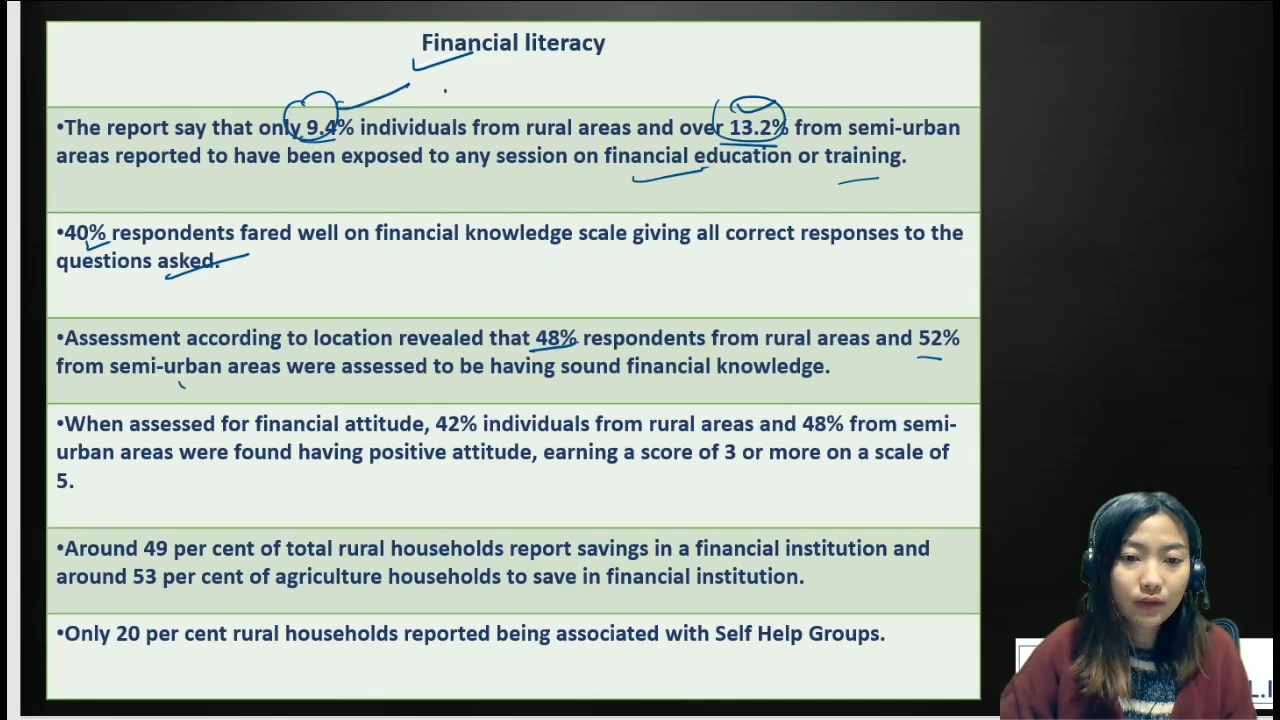 Financial literacy
•The report say that only 9.4% individuals from rural areas and over 13.2% from semi-urban
areas reported to have been exposed to any session on financial education or training.
•40% respondents fared well on financial knowledge scale giving all correct responses to the
questions asked.
•Assessment according to location revealed that 48% respondents from rural areas and 52%
from semi-urban areas were assessed to be having sound financial knowledge.
•When assessed for financial attitude, 42% individuals from rural areas and 48% from semi-
urban areas were found having positive attitude, earning a score of 3 or more on a scale of
5.
•Around 49 per cent of total rural households report savings in a financial institution and
around 53 per cent of agriculture households to save in financial institution.
•Only 20 per cent rural households reported being associated with Self Help Groups.